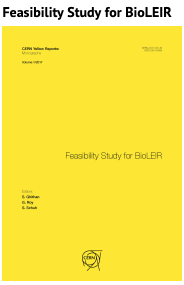 Feasibility Study for BioLEIR
CERN Yellow Reports
Monographs
Volume 1/2017
Feasibility Study for BioLEIR
Editors
S. Ghithan
G. Roy
S. Schuh
CERN